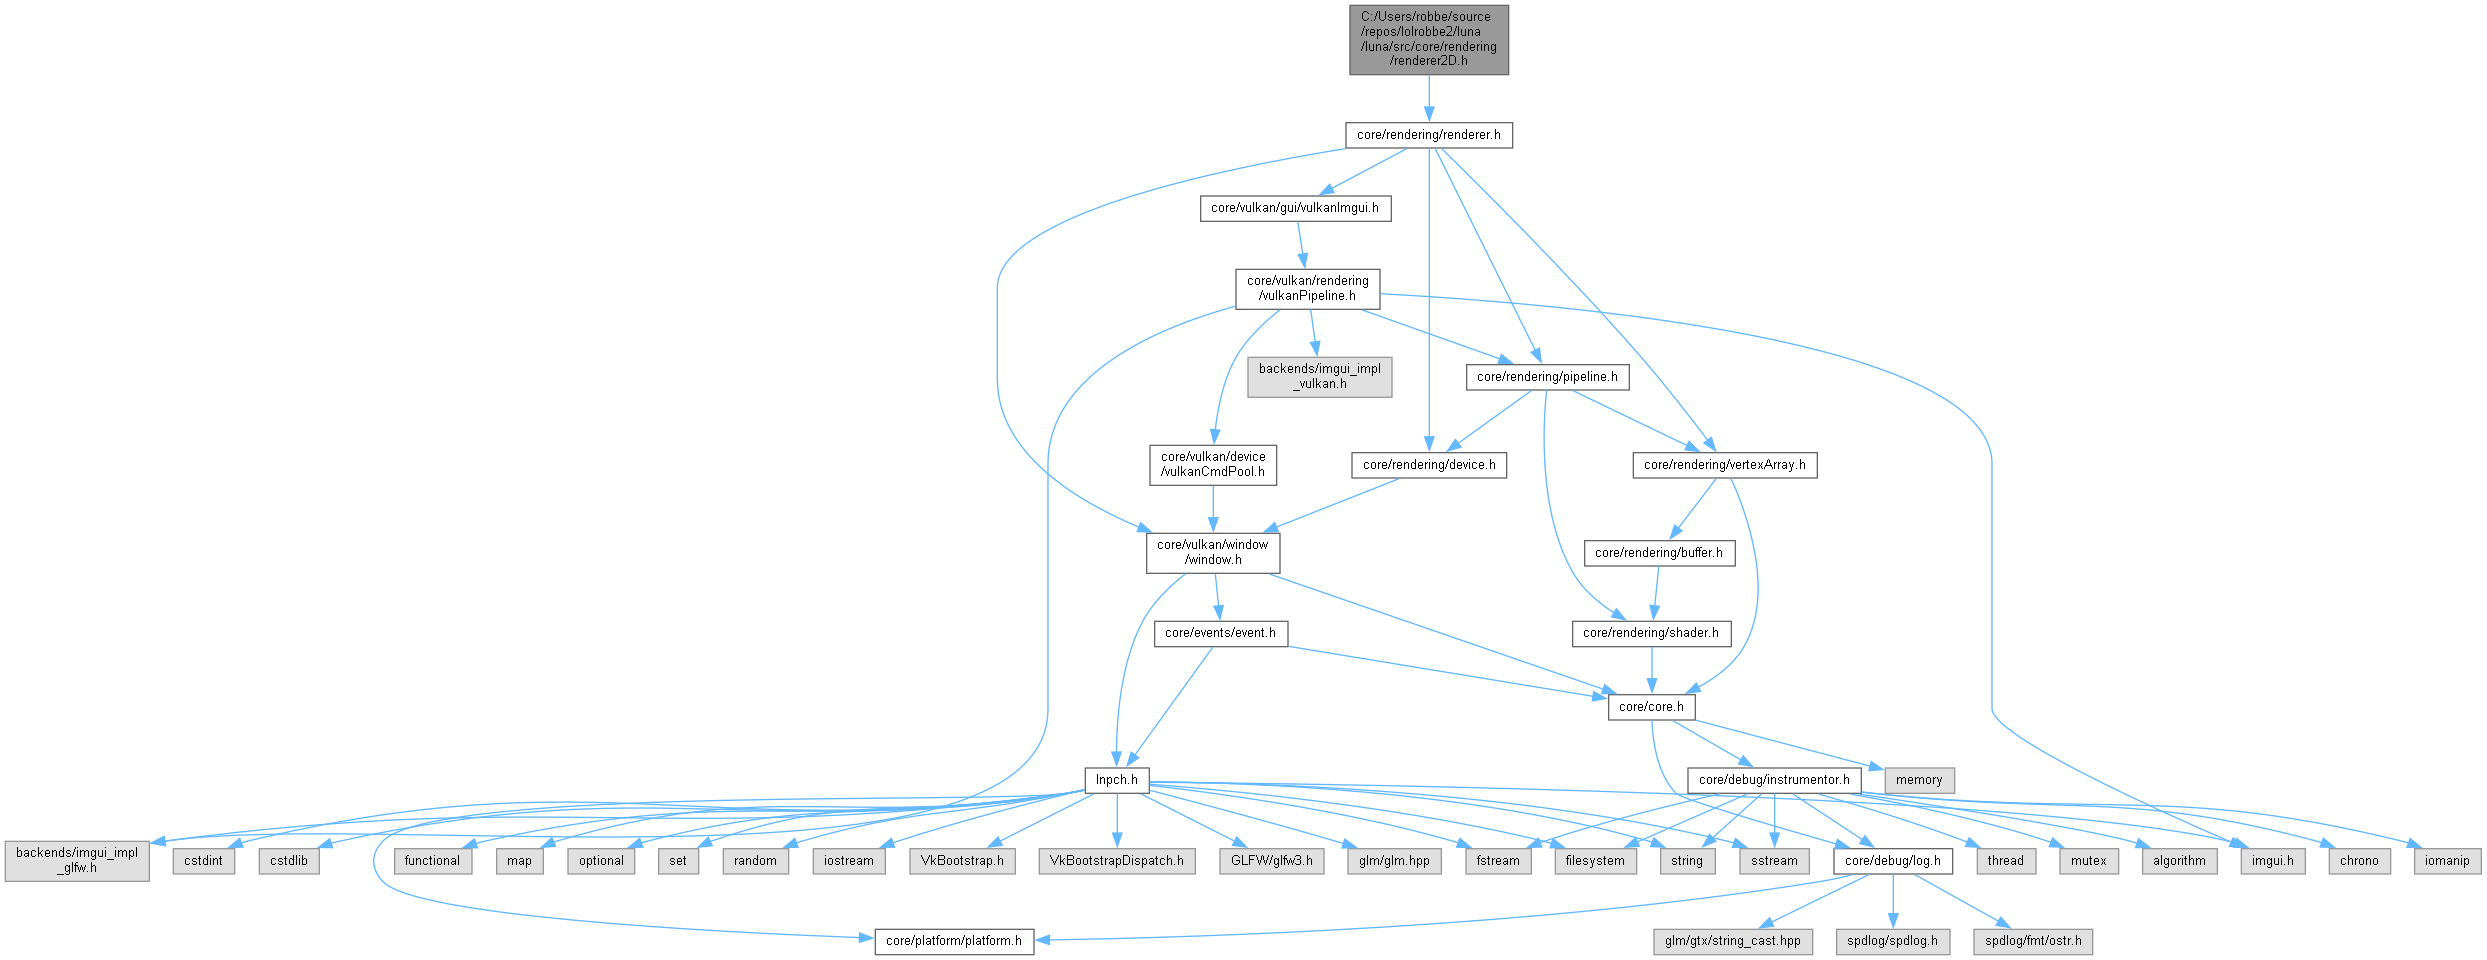 C:/Users/robbe/source
/repos/lolrobbe2/luna
/luna/src/core/rendering
/renderer2D.h
core/rendering/renderer.h
core/vulkan/gui/vulkanImgui.h
core/vulkan/rendering
/vulkanPipeline.h
backends/imgui_impl
_vulkan.h
core/rendering/pipeline.h
core/vulkan/device
/vulkanCmdPool.h
core/rendering/device.h
core/rendering/vertexArray.h
core/vulkan/window
/window.h
core/rendering/buffer.h
core/events/event.h
core/rendering/shader.h
core/core.h
lnpch.h
core/debug/instrumentor.h
memory
backends/imgui_impl
_glfw.h
cstdint
cstdlib
functional
map
optional
set
random
iostream
VkBootstrap.h
VkBootstrapDispatch.h
GLFW/glfw3.h
glm/glm.hpp
fstream
filesystem
string
sstream
core/debug/log.h
thread
mutex
algorithm
imgui.h
chrono
iomanip
core/platform/platform.h
glm/gtx/string_cast.hpp
spdlog/spdlog.h
spdlog/fmt/ostr.h